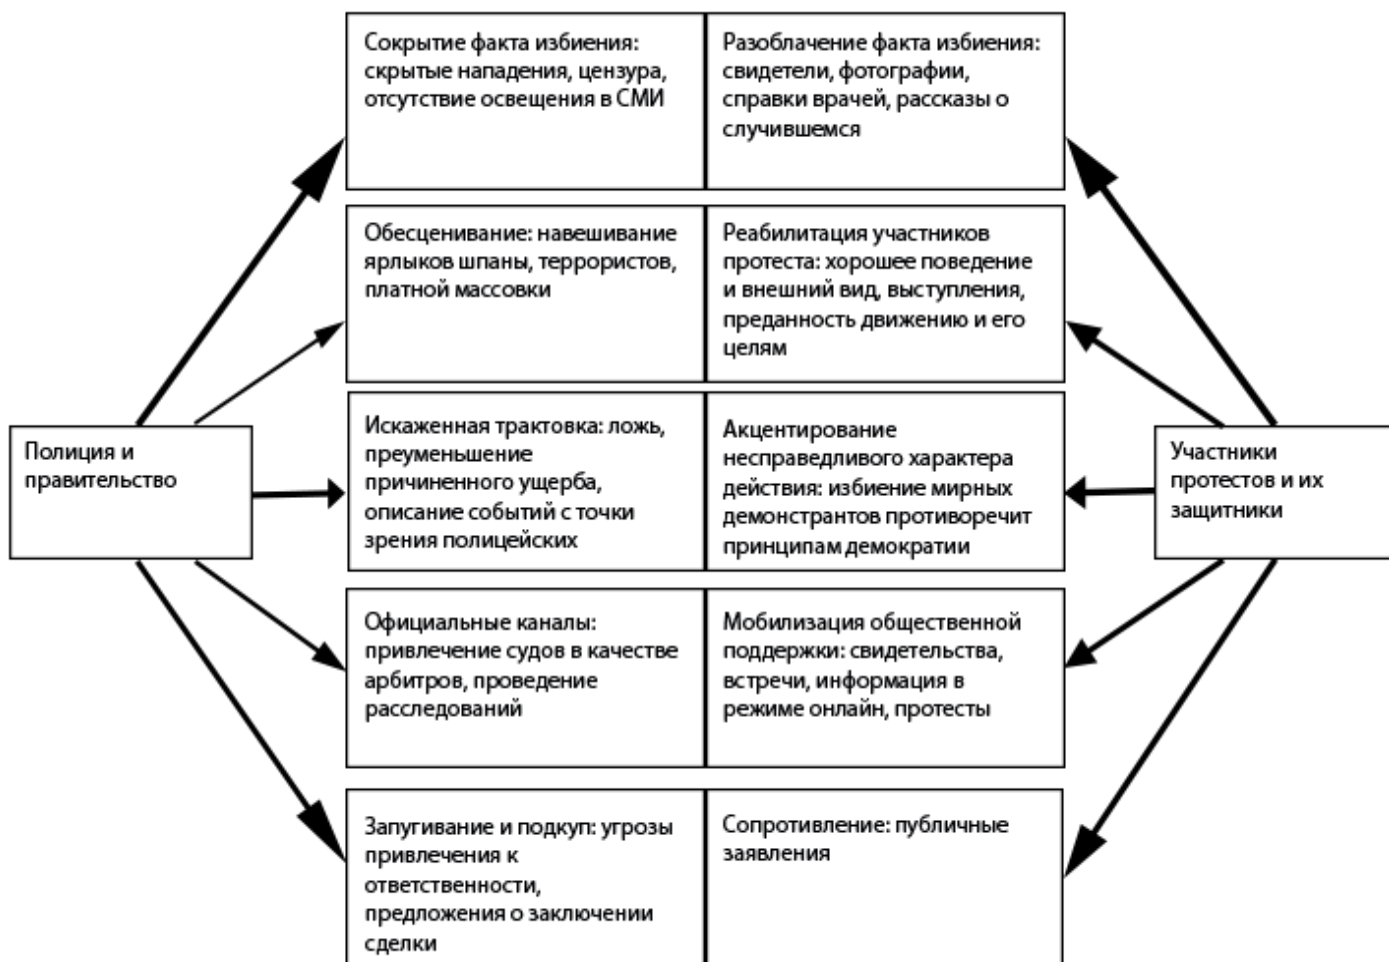 Сокрытие факта избиения:
скрытые нападения, цензура,
отсутствие освещения в СМИ
Разоблачение факта избиения:
свидетели, фотографии,
справки врачей, рассказы о
случившемся
Обесценивание: навешивание
ярлыков шпаны, террористов,
платной массовки
Реабилитация участников
протеста: хорошее поведение
и внешний вид, выступления,
преданность движению и его
целям
Полиция и
правительство
Искаженная трактовка: ложь,
преуменьшение
причиненного ущерба,
описание событий с точки
зрения полицейских
Акцентирование
несправедливого характера
действия: избиение мирных
демонстрантов противоречит
принципам демократии
Участники
протестов и их
защитники
Официальные каналы:
привлечение судов в качестве
арбитров, проведение
расследований
Мобилизация общественной
поддержки: свидетельства,
встречи, информация в
режиме онлайн, протесты
Запугивание и подкуп: угрозы
привлечения к
ответственности,
предложения о заключении
сделки
Сопротивление: публичные
заявления